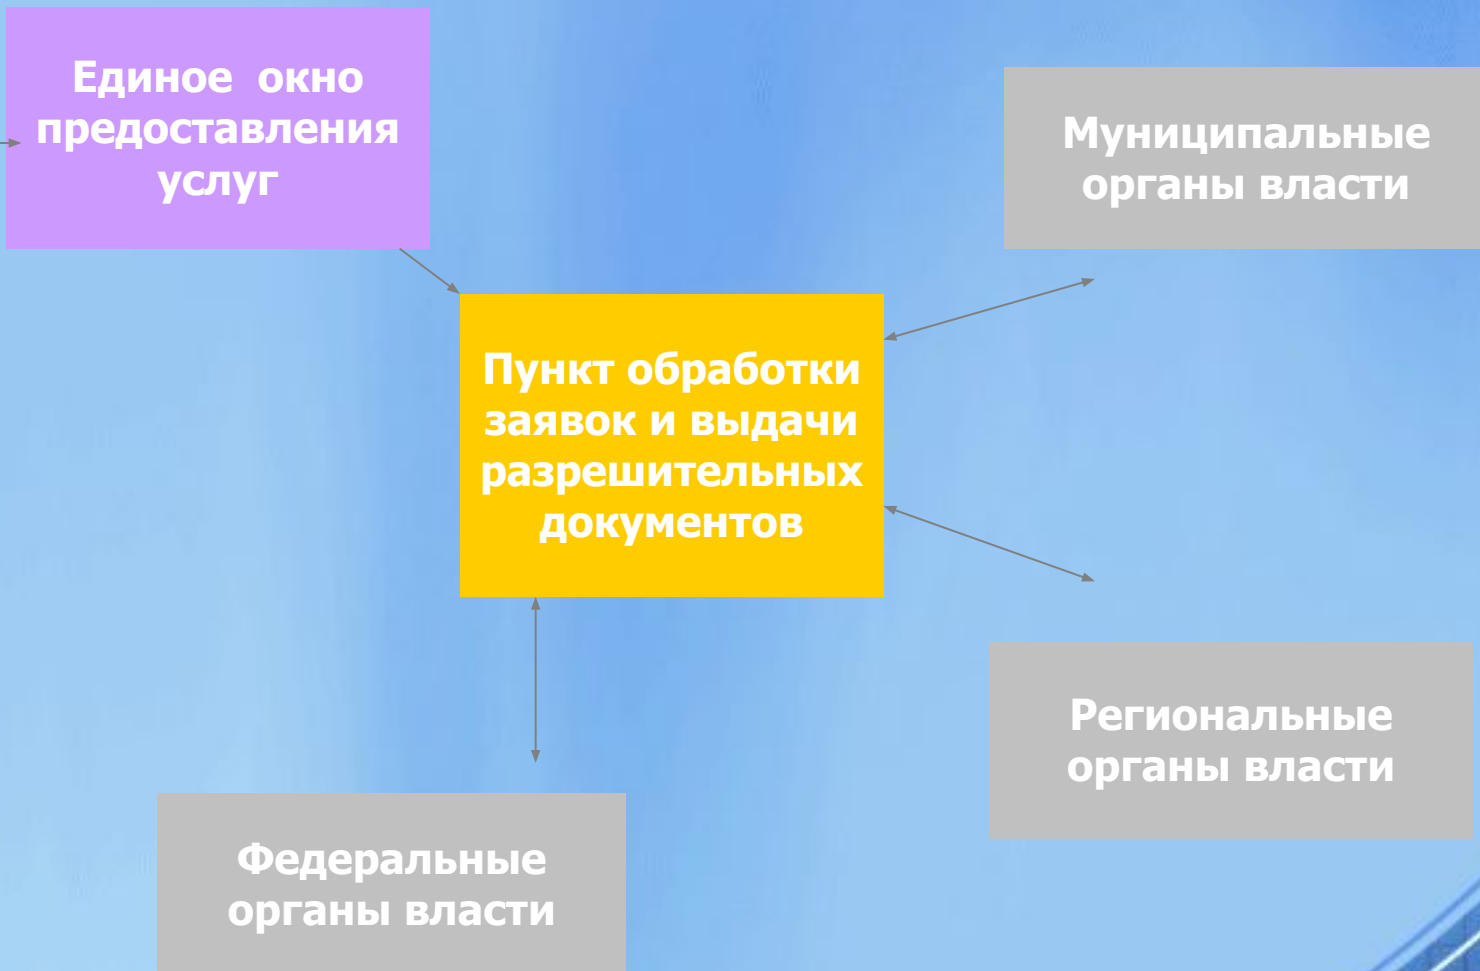 Единое окно
предоставления
услуг
Муниципальные
органы власти
Пункт обработки
заявок и выдачи
разрешительных
документов
Региональные
органы власти
Федеральные
органы власти